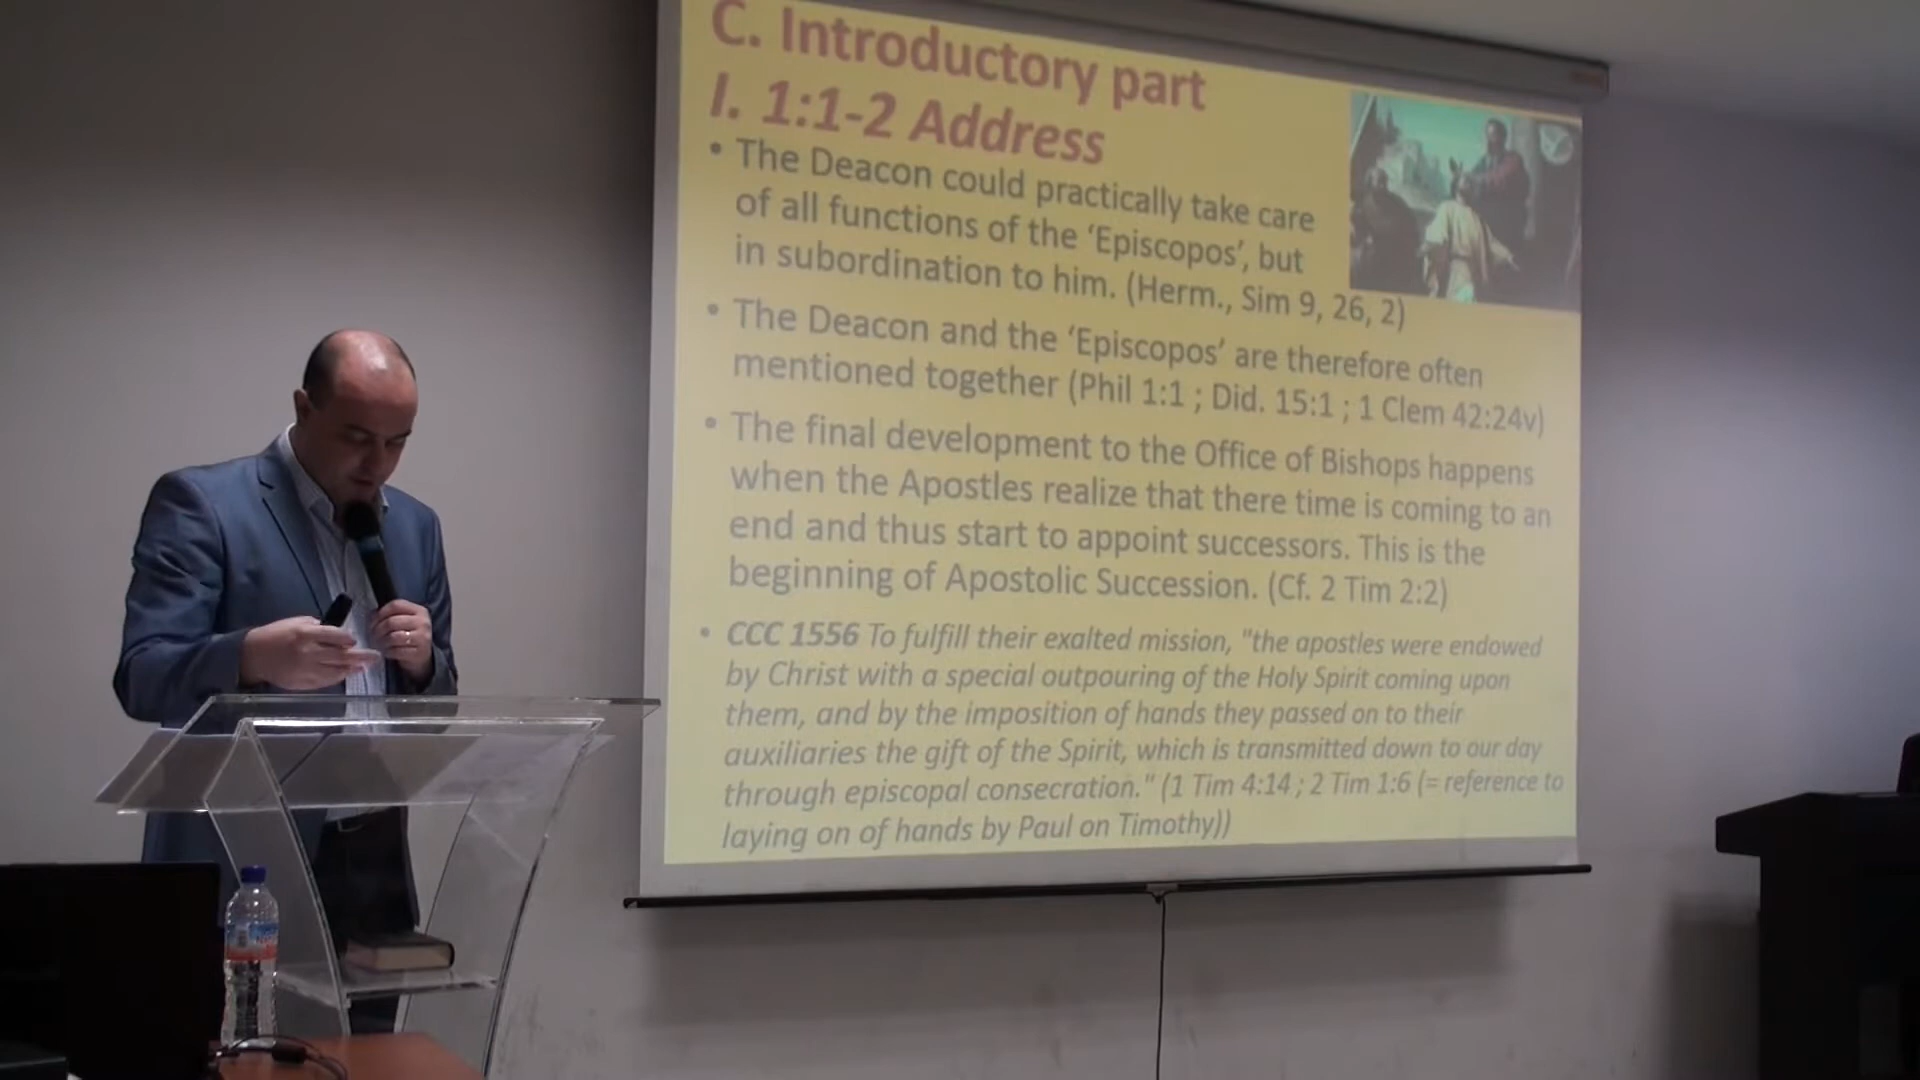 C. Introductory part
I. 1:1-2 Address
• The Deacon could practically take care
of all functions of the ‘Episcopos’, but
in subordination to him. (Herm., Sim 9, 26, 2)
• The Deacon and the ‘Episcopos’ are therefore often
mentioned together (Phil 1:1 ; Did. 15:1 ; 1 Clem 42:24v)
• The final development to the Office of Bishops happens
when the Apostles realize that there time is coming to an
end and thus start to appoint successors. This is the
beginning of Apostolic Succession. (Cf. 2 Tim 2:2)
• CCC 1556 To fulfill their exalted mission, "the apostles were endowed
by Christ with a special outpouring of the Holy Spirit coming upon
them, and by the imposition of hands they passed on to their
auxiliaries the gift of the Spirit, which is transmitted down to our day
through episcopal consecration." (1 Tim 4:14 ; 2 Tim 1:6 (= reference to
laying on of hands by Paul on Timothy))